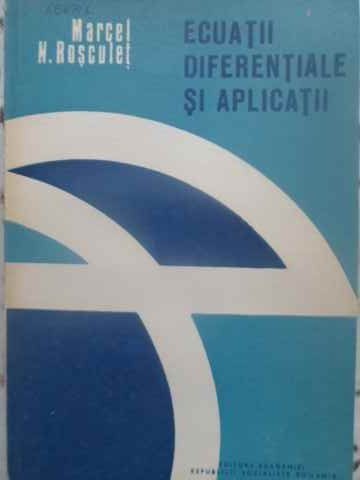 Marcel
N. Roșculeț
ECUAȚII
DIFERENȚIALE
ȘI APLICAȚII
EDITURA ACADEMIEI
REPUBLICII SOCIALISTE ROMÂNIA